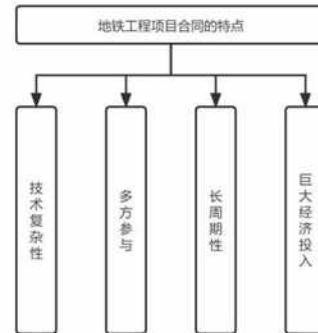 地铁工程项目合同的特点
技术复杂性
多方参与
长周期性
巨大经济投入